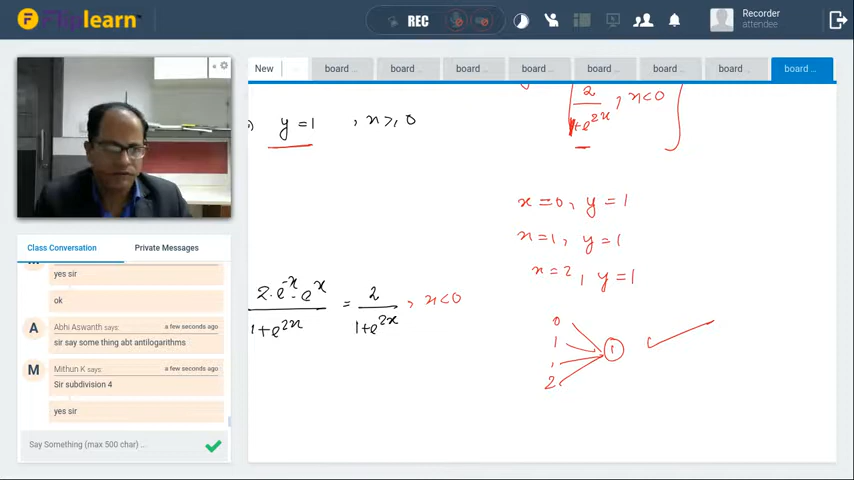 Fliplearn
REC
Recorder
attendee
New
board ...
board ...
board ...
board ...
board ...
board ...
board ...
board ...
2
1+e^2x , x<0
) y = 1 , x ≥ 0
x = 0, y = 1
x = 1, y = 1
x = 2, y = 1
2·e^-x · e^x / 1+e^2x = 2 / 1+e^2x , x<0
0
1
,
2
1
Class Conversation
Private Messages
yes sir
ok
A
Abhi Aswanth says:
a few seconds ago
sir say some thing abt antilogarithms
M
Mithun K says:
a few seconds ago
Sir subdivision 4
yes sir
Say Something (max 500 char) ...